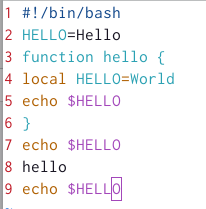 1 #!/bin/bash
2 HELLO=Hello
3 function hello {
4 local HELLO=World
5 echo $HELLO
6 }
7 echo $HELLO
8 hello
9 echo $HELLO
~